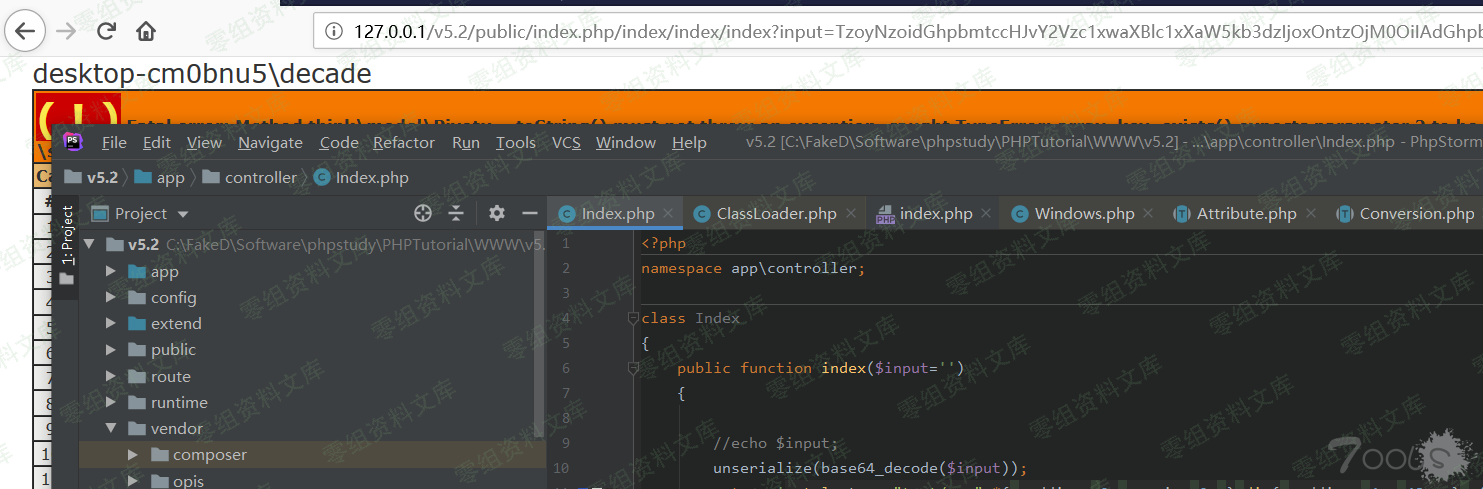 127.0.0.1/v5.2/public/index.php/index/index/index?input=TzoyNzoidGhpbmtccHJvY2Vzc1xwaXBlc1xXaW5kb3dzIjoxOntzOjM0OiIAdGhpb
desktop-cm0bnu5\decade
( ! )
PS File Edit View Navigate Code Refactor Run Tools VCS Window Help v5.2 [C:\FakeD\Software\phpstudy\PHPTutorial\WWW\v5.2] - ...\app\controller\Index.php - PhpStorm
v5.2 app controller Index.php
1: Project
Project
Index.php ClassLoader.php index.php Windows.php Attribute.php Conversion.php
v5.2 C:\FakeD\Software\phpstudy\PHPTutorial\WWW\v5.
app
config
extend
public
route
runtime
vendor
composer
opis
1 <?php
2 namespace app\controller;
3
4 class Index
5 {
6 public function index($input='')
7 {
8
9 //echo $input;
10 unserialize(base64_decode($input));
零组资料文库
Tools